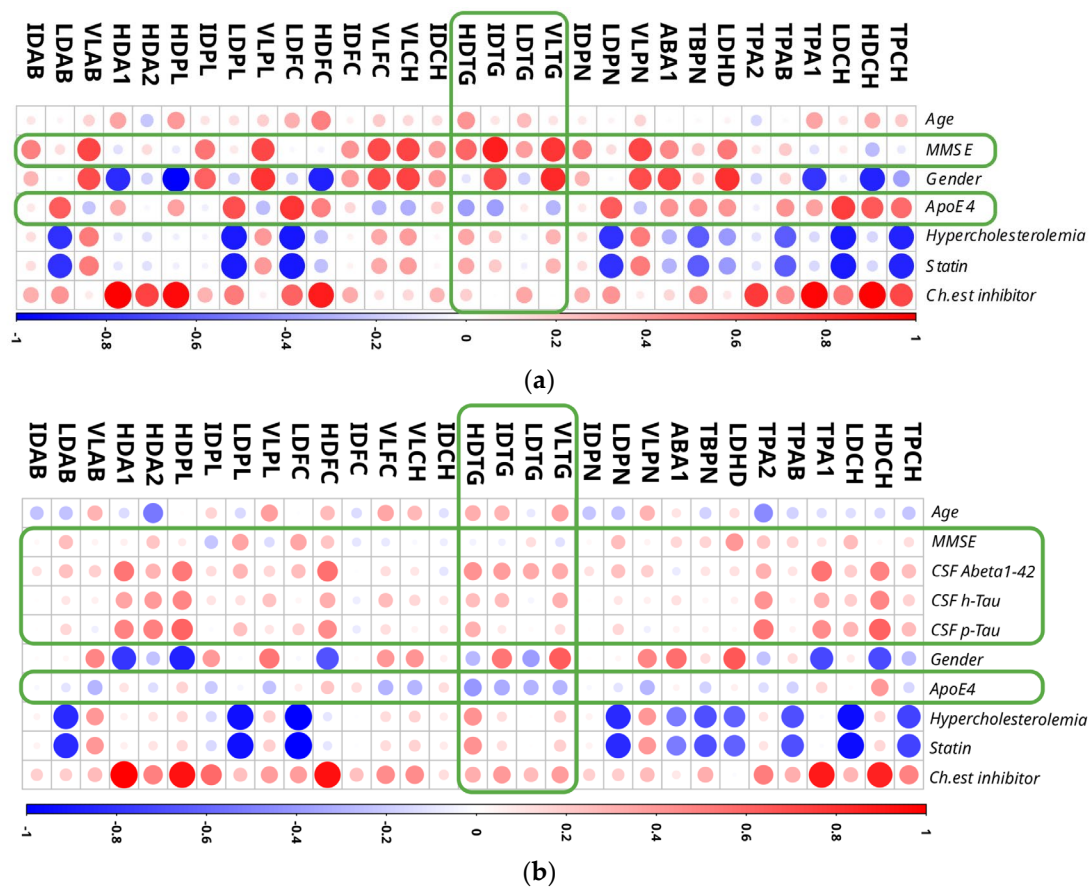 IDAB LDAB VLAB HDA1 HDA2 HDPL IDPL LDPL VLPL LDFC HDFC IDFC VLFC VLCH IDCH HDTG IDTG LDTG VLTG IDPN LDPN VLPN ABA1 TBPN LDHD TPA2 TPAB TPA1 LDCH HDCH TPCH
Age
MMSE
Gender
ApoE4
Hypercholesterolemia
Statin
Ch.est inhibitor
-1 -0.8 -0.6 -0.4 -0.2 0 0.2 0.4 0.6 0.8 1
(a)
IDAB LDAB VLAB HDA1 HDA2 HDPL IDPL LDPL VLPL LDFC HDFC IDFC VLFC VLCH IDCH HDTG IDTG LDTG VLTG IDPN LDPN VLPN ABA1 TBPN LDHD TPA2 TPAB TPA1 LDCH HDCH TPCH
Age
MMSE
CSF Abeta1-42
CSF h-Tau
CSF p-Tau
Gender
ApoE4
Hypercholesterolemia
Statin
Ch.est inhibitor
-1 -0.8 -0.6 -0.4 -0.2 0 0.2 0.4 0.6 0.8 1
(b)